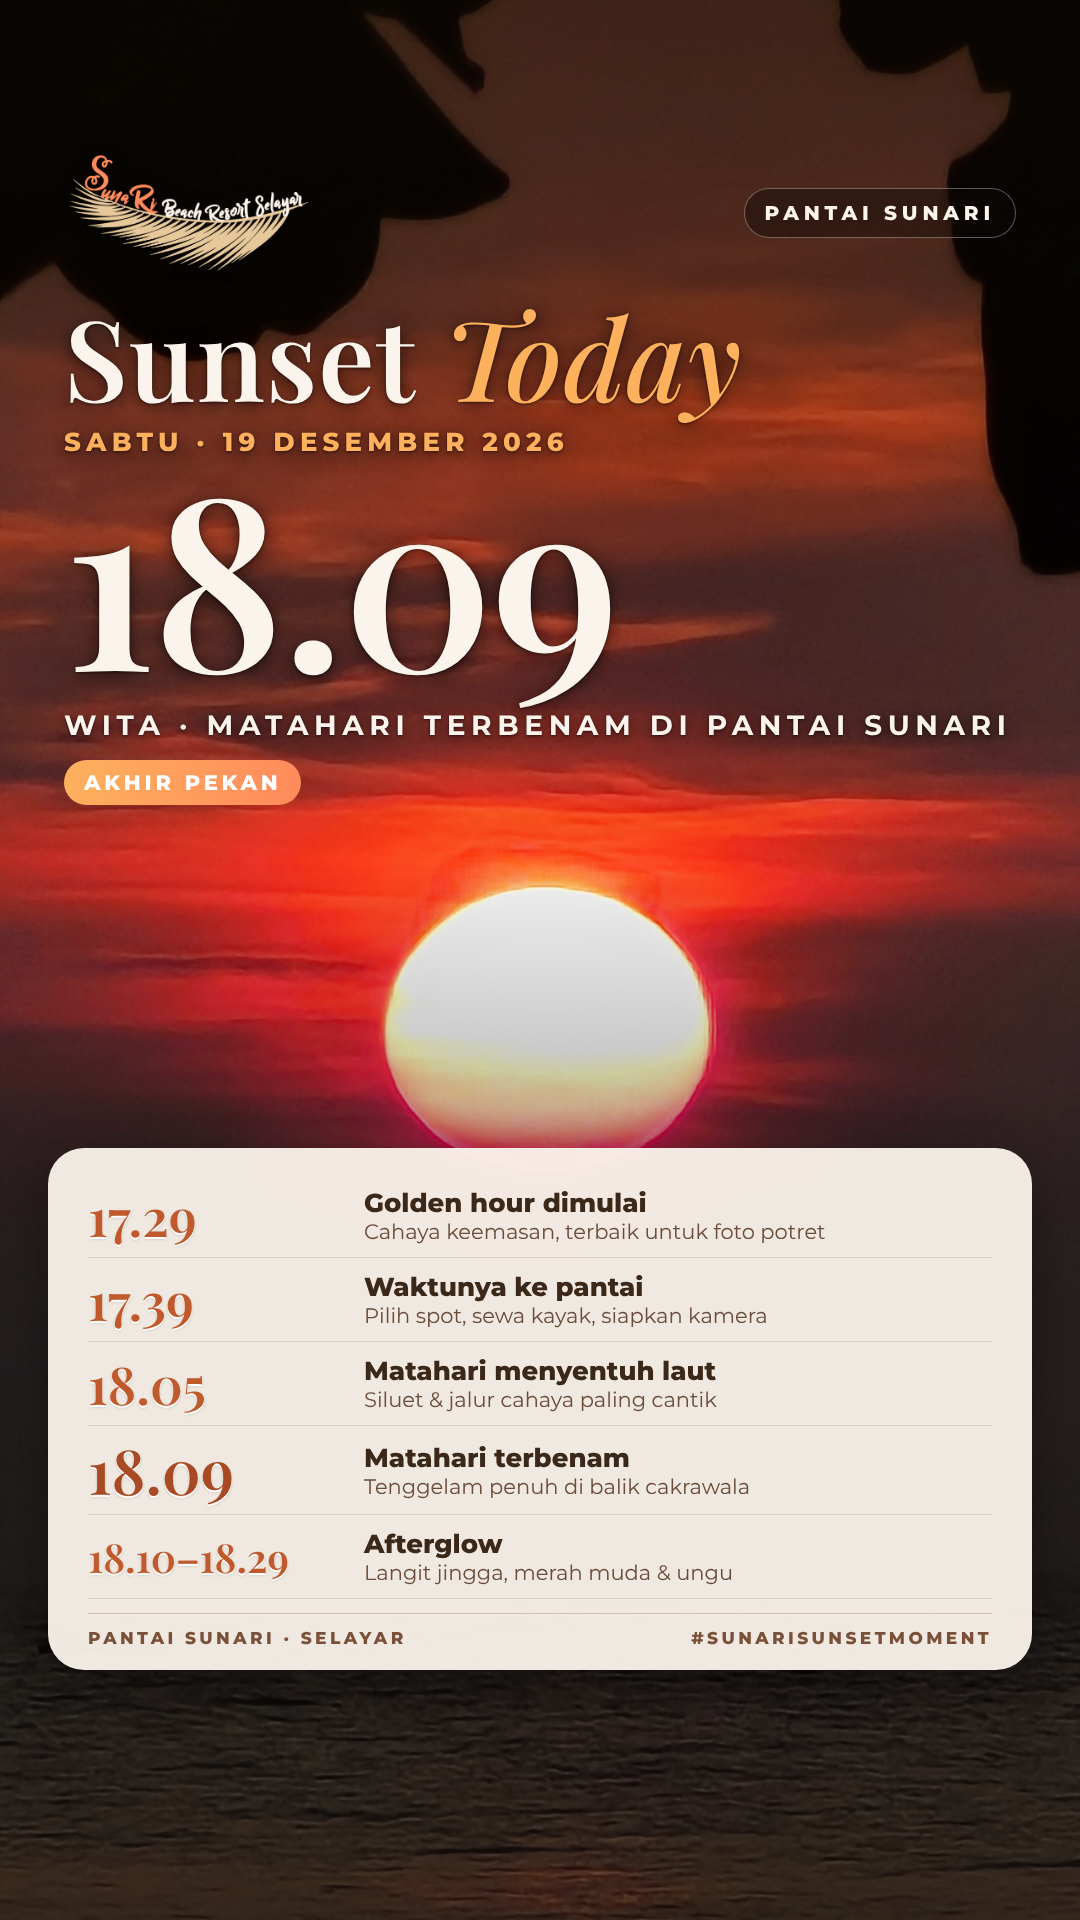 SunaRi Beach Resort Selayar
PANTAI SUNARI
Sunset Today
SABTU · 19 DESEMBER 2026
18.09
WITA · MATAHARI TERBENAM DI PANTAI SUNARI
AKHIR PEKAN
17.29
Golden hour dimulai
Cahaya keemasan, terbaik untuk foto potret
17.39
Waktunya ke pantai
Pilih spot, sewa kayak, siapkan kamera
18.05
Matahari menyentuh laut
Siluet & jalur cahaya paling cantik
18.09
Matahari terbenam
Tenggelam penuh di balik cakrawala
18.10–18.29
Afterglow
Langit jingga, merah muda & ungu
PANTAI SUNARI · SELAYAR
#SUNARISUNSETMOMENT